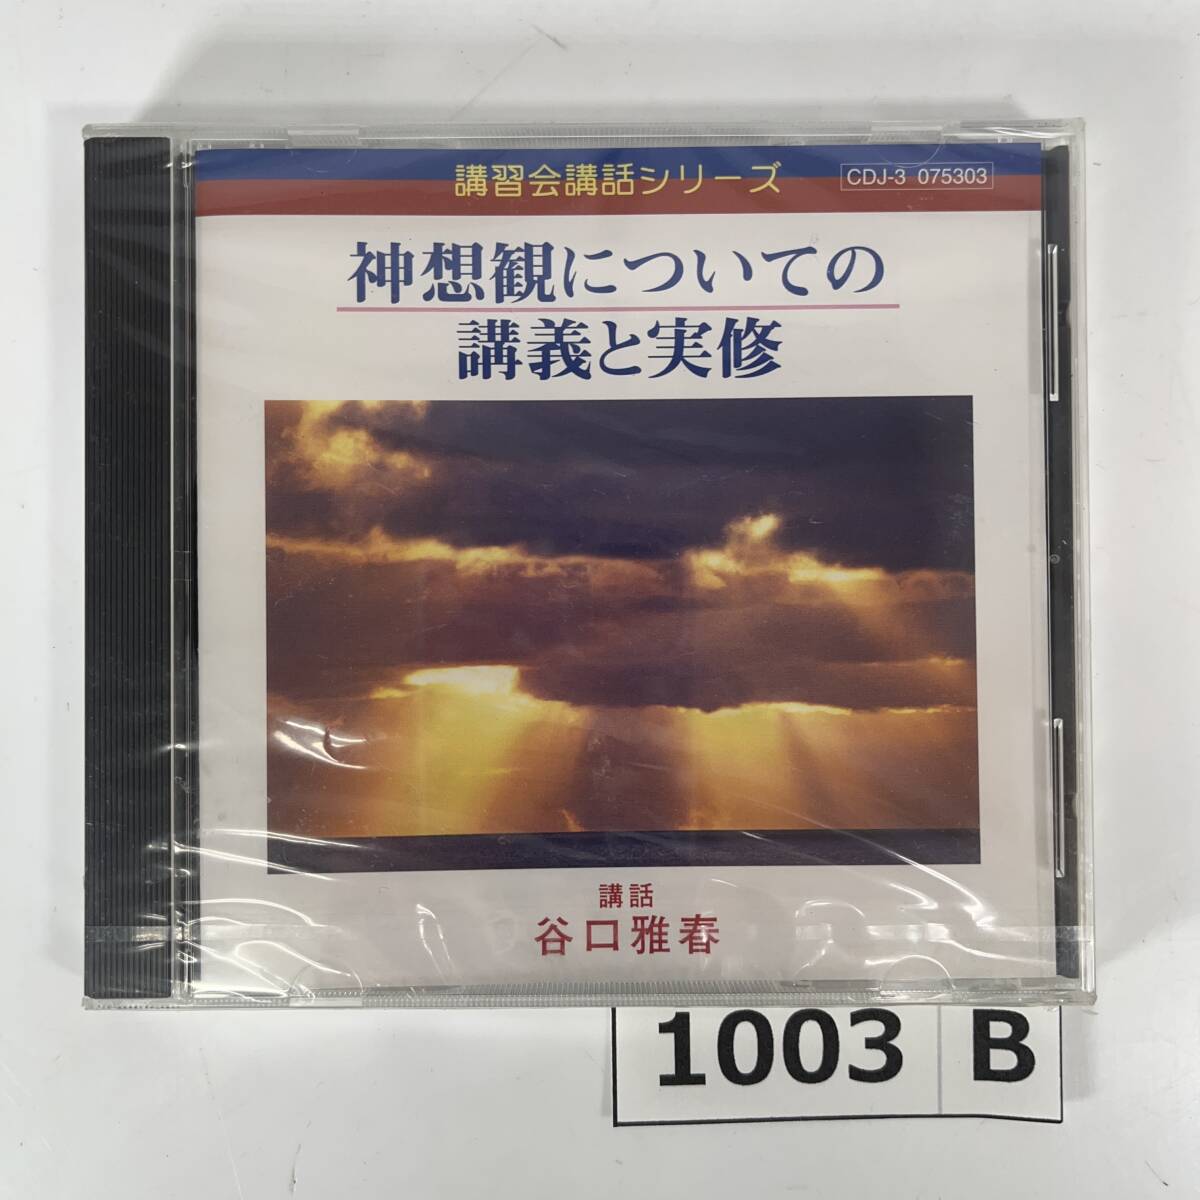 講習会講話シリーズ
CDJ-3 075303
神想観についての
講義と実修
講話
谷口雅春
1003 B